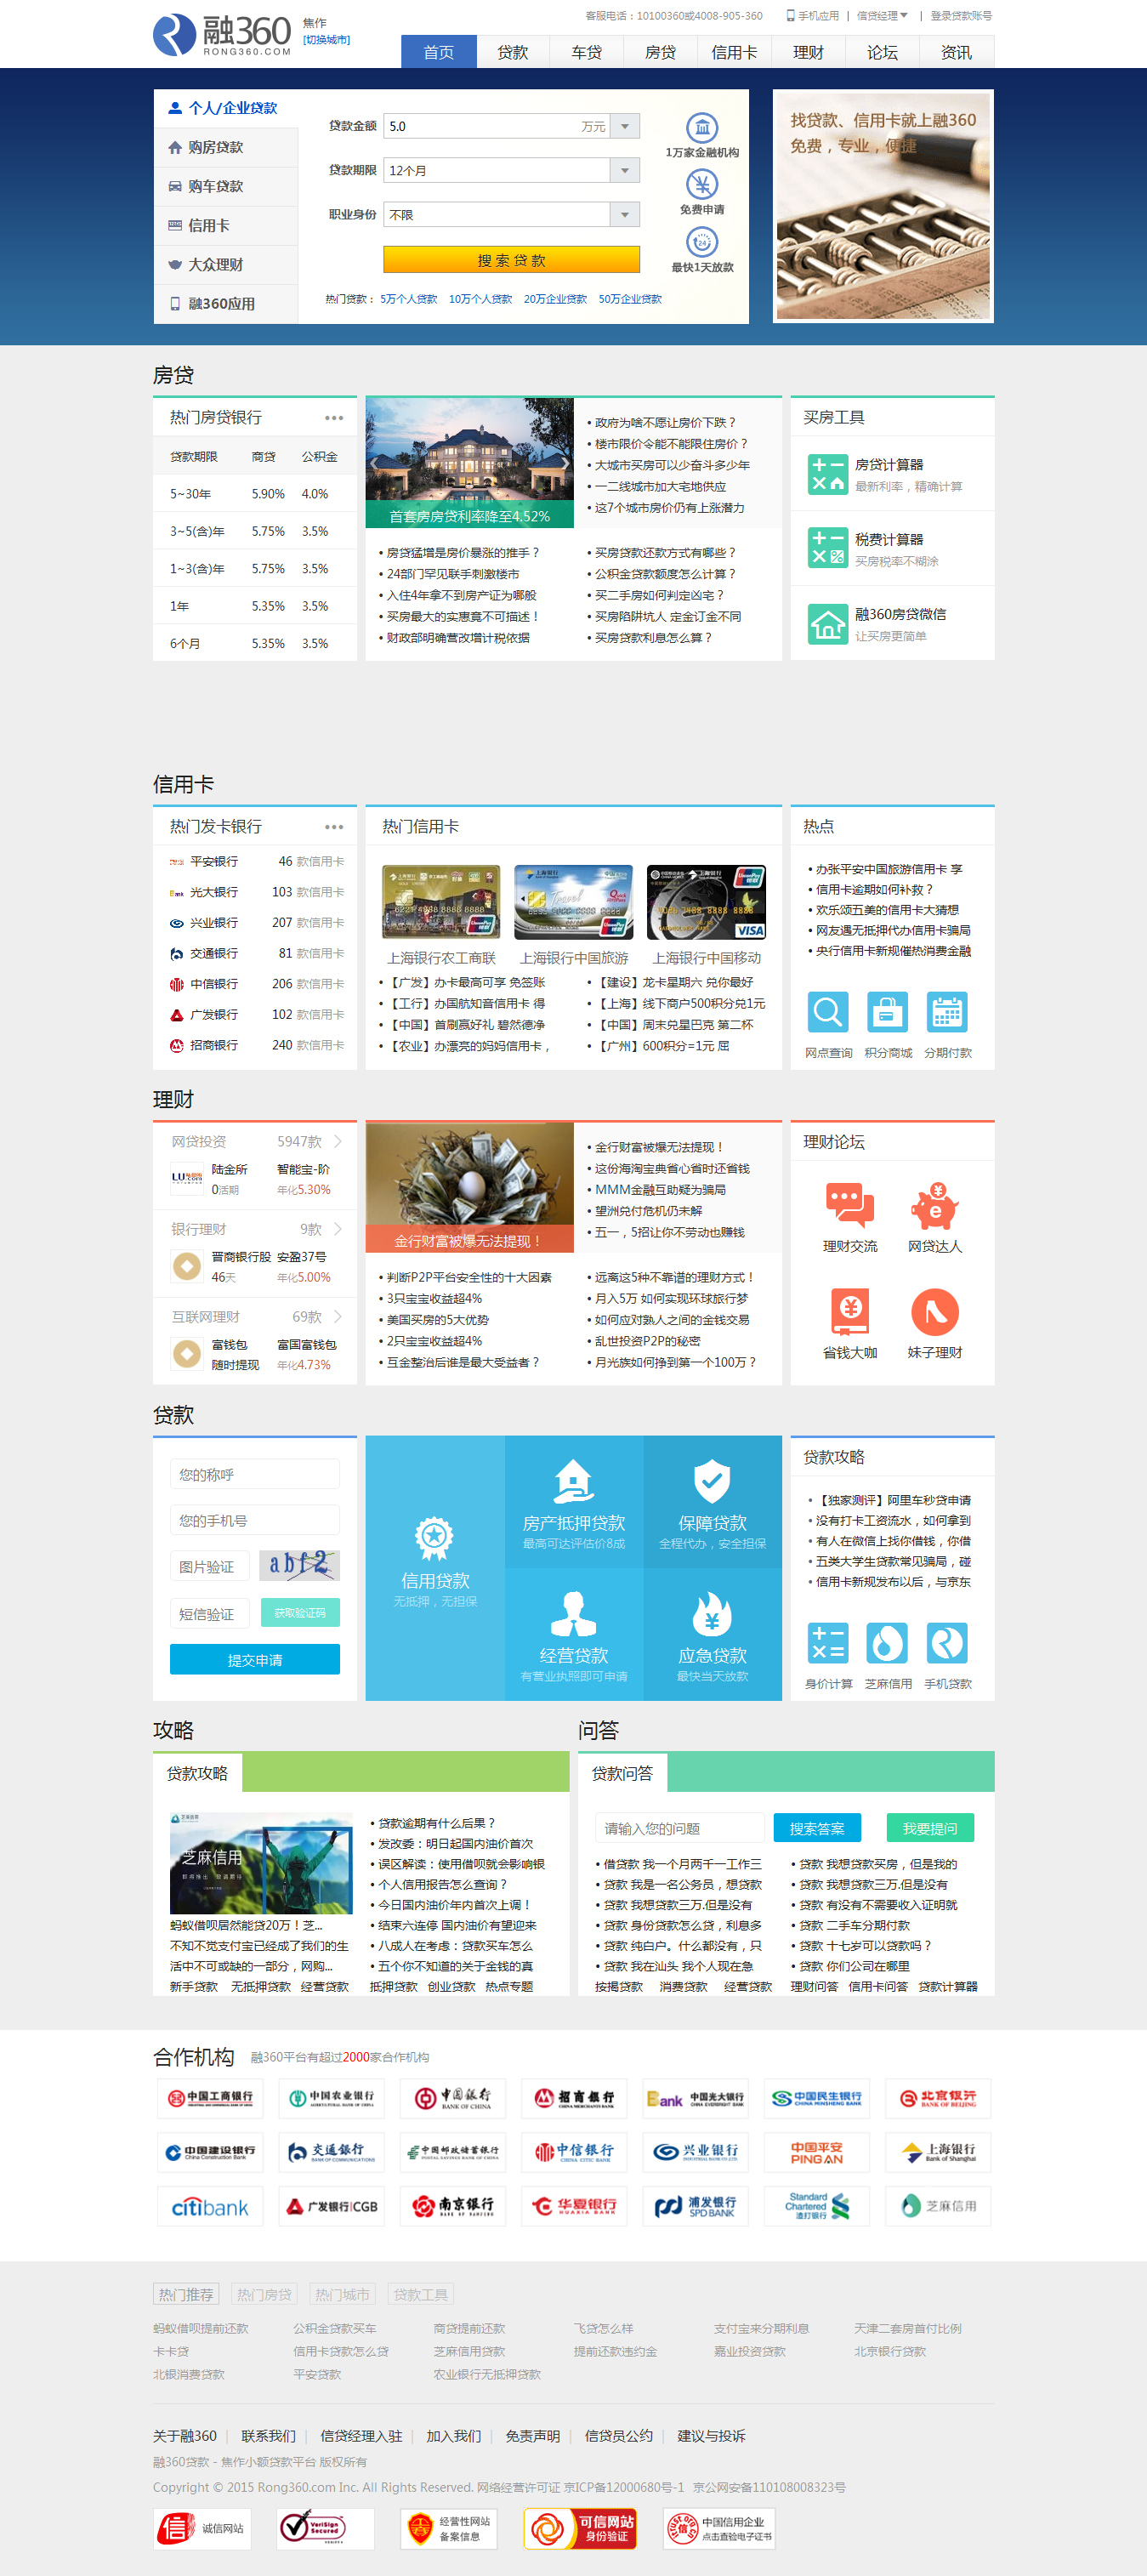 融360
RONG360.COM
焦作
[切换城市]
客服电话：10100360或4008-905-360
手机应用 | 信贷经理 | 登录贷款账号
首页 贷款 车贷 房贷 信用卡 理财 论坛 资讯
个人/企业贷款
购房贷款
购车贷款
信用卡
大众理财
融360应用
贷款金额 5.0 万元
贷款期限 12个月
职业身份 不限
搜索贷款
热门贷款： 5万个人贷款 10万个人贷款 20万企业贷款 50万企业贷款
1万家金融机构
免费申请
最快1天放款
找贷款、信用卡就上融360
免费，专业，便捷
房贷
热门房贷银行
贷款期限 商贷 公积金
5~30年 5.90% 4.0%
3~5(含)年 5.75% 3.5%
1~3(含)年 5.75% 3.5%
1年 5.35% 3.5%
6个月 5.35% 3.5%
首套房房贷利率降至4.52%
• 政府为啥不愿让房价下跌？
• 楼市限价令能不能限住房价？
• 大城市买房可以少奋斗多少年
• 一二线城市加大宅地供应
• 这7个城市房价仍有上涨潜力
• 房贷猛增是房价暴涨的推手？
• 24部门罕见联手刺激楼市
• 入住4年拿不到房产证为哪般
• 买房最大的实惠竟不可描述！
• 财政部明确营改增计税依据
• 买房贷款还款方式有哪些？
• 公积金贷款额度怎么计算？
• 买二手房如何判定凶宅？
• 买房陷阱坑人 定金订金不同
• 买房贷款利息怎么算？
买房工具
房贷计算器
最新利率，精确计算
税费计算器
买房税率不糊涂
融360房贷微信
让买房更简单
信用卡
热门发卡银行
平安银行 46 款信用卡
光大银行 103 款信用卡
兴业银行 207 款信用卡
交通银行 81 款信用卡
中信银行 206 款信用卡
广发银行 102 款信用卡
招商银行 240 款信用卡
热门信用卡
上海银行农工商联
上海银行中国旅游
上海银行中国移动
• 【广发】办卡最高可享 免签账
• 【工行】办国航知音信用卡 得
• 【中国】首刷赢好礼 碧然德净
• 【农业】办漂亮的妈妈信用卡，
• 【建设】龙卡星期六 兑你最好
• 【上海】线下商户500积分兑1元
• 【中国】周末兑星巴克 第二杯
• 【广州】600积分=1元 屈
热点
• 办张平安中国旅游信用卡 享
• 信用卡逾期如何补救？
• 欢乐颂五美的信用卡大猜想
• 网友遇无抵押代办信用卡骗局
• 央行信用卡新规催热消费金融
网点查询 积分商城 分期付款
理财
网贷投资 5947款
陆金所 智能宝-阶
0活期 年化5.30%
银行理财 9款
晋商银行股 安盈37号
46天 年化5.00%
互联网理财 69款
富钱包 富国富钱包
随时提现 年化4.73%
金行财富被爆无法提现！
• 金行财富被爆无法提现！
• 这份海淘宝典省心省时还省钱
• MMM金融互助疑为骗局
• 望洲兑付危机仍未解
• 五一，5招让你不劳动也赚钱
• 判断P2P平台安全性的十大因素
• 3只宝宝收益超4%
• 美国买房的5大优势
• 2只宝宝收益超4%
• 互金整治后谁是最大受益者？
• 远离这5种不靠谱的理财方式！
• 月入5万 如何实现环球旅行梦
• 如何应对熟人之间的金钱交易
• 乱世投资P2P的秘密
• 月光族如何挣到第一个100万？
理财论坛
理财交流 网贷达人
省钱大咖 妹子理财
贷款
您的称呼
您的手机号
图片验证 abf2
短信验证 获取验证码
提交申请
信用贷款
无抵押，无担保
房产抵押贷款
最高可达评估价8成
保障贷款
全程代办，安全担保
经营贷款
有营业执照即可申请
应急贷款
最快当天放款
贷款攻略
• 【独家测评】阿里车秒贷申请
• 没有打卡工资流水，如何拿到
• 有人在微信上找你借钱，你借
• 五类大学生贷款常见骗局，碰
• 信用卡新规发布以后，与京东
身价计算 芝麻信用 手机贷款
攻略
贷款攻略
芝麻信用
蚂蚁借呗居然能贷20万！芝...
不知不觉支付宝已经成了我们的生
活中不可或缺的一部分，网购...
新手贷款 无抵押贷款 经营贷款
• 贷款逾期有什么后果？
• 发改委：明日起国内油价首次
• 误区解读：使用借呗就会影响银
• 个人信用报告怎么查询？
• 今日国内油价年内首次上调！
• 结束六连停 国内油价有望迎来
• 八成人在考虑：贷款买车怎么
• 五个你不知道的关于金钱的真
抵押贷款 创业贷款 热点专题
问答
贷款问答
请输入您的问题 搜索答案 我要提问
• 借贷款 我一个月两千一工作三
• 贷款 我是一名公务员，想贷款
• 贷款 我想贷款三万.但是没有
• 贷款 身份贷款怎么贷，利息多
• 贷款 纯白户。什么都没有，只
• 贷款 我在汕头 我个人现在急
按揭贷款 消费贷款 经营贷款
• 贷款 我想贷款买房，但是我的
• 贷款 我想贷款三万.但是没有
• 贷款 有没有不需要收入证明就
• 贷款 二手车分期付款
• 贷款 十七岁可以贷款吗？
• 贷款 你们公司在哪里
理财问答 信用卡问答 贷款计算器
合作机构 融360平台有超过2000家合作机构
中国工商银行 中国农业银行 中国银行 BANK OF CHINA 招商银行 Bank 中国光大银行 中国民生银行 北京银行 BANK OF BEIJING
中国建设银行 China Construction Bank 交通银行 中国邮政储蓄银行 中信银行 兴业银行 中国平安 PING AN 上海银行 Bank of Shanghai
citibank 广发银行|CGB 南京银行 华夏银行 浦发银行 SPD BANK Standard Chartered 渣打银行 芝麻信用
热门推荐 热门房贷 热门城市 贷款工具
蚂蚁借呗提前还款 公积金贷款买车 商贷提前还款 飞贷怎么样 支付宝来分期利息 天津二套房首付比例
卡卡贷 信用卡贷款怎么贷 芝麻信用贷款 提前还款违约金 嘉业投资贷款 北京银行贷款
北银消费贷款 平安贷款 农业银行无抵押贷款
关于融360 | 联系我们 | 信贷经理入驻 | 加入我们 | 免责声明 | 信贷员公约 | 建议与投诉
融360贷款 - 焦作小额贷款平台 版权所有
Copyright © 2015 Rong360.com Inc. All Rights Reserved. 网络经营许可证 京ICP备12000680号-1 京公网安备110108008323号
信 诚信网站 VeriSign Secured 经营性网站 备案信息 可信网站 身份验证 中国信用企业 点击查验电子证书